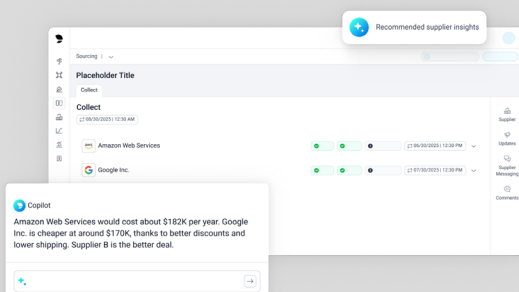 Recommended supplier insights
Sourcing
Placeholder Title
Collect
Collect
08/30/2025 | 12:30 AM
aws
Amazon Web Services
06/30/2025 | 12:30 PM
Google Inc.
07/30/2025 | 12:30 PM
Supplier
Updates
Supplier
Messaging
Comments
Copilot
Amazon Web Services would cost about $182K per year. Google
Inc. is cheaper at around $170K, thanks to better discounts and
lower shipping. Supplier B is the better deal.